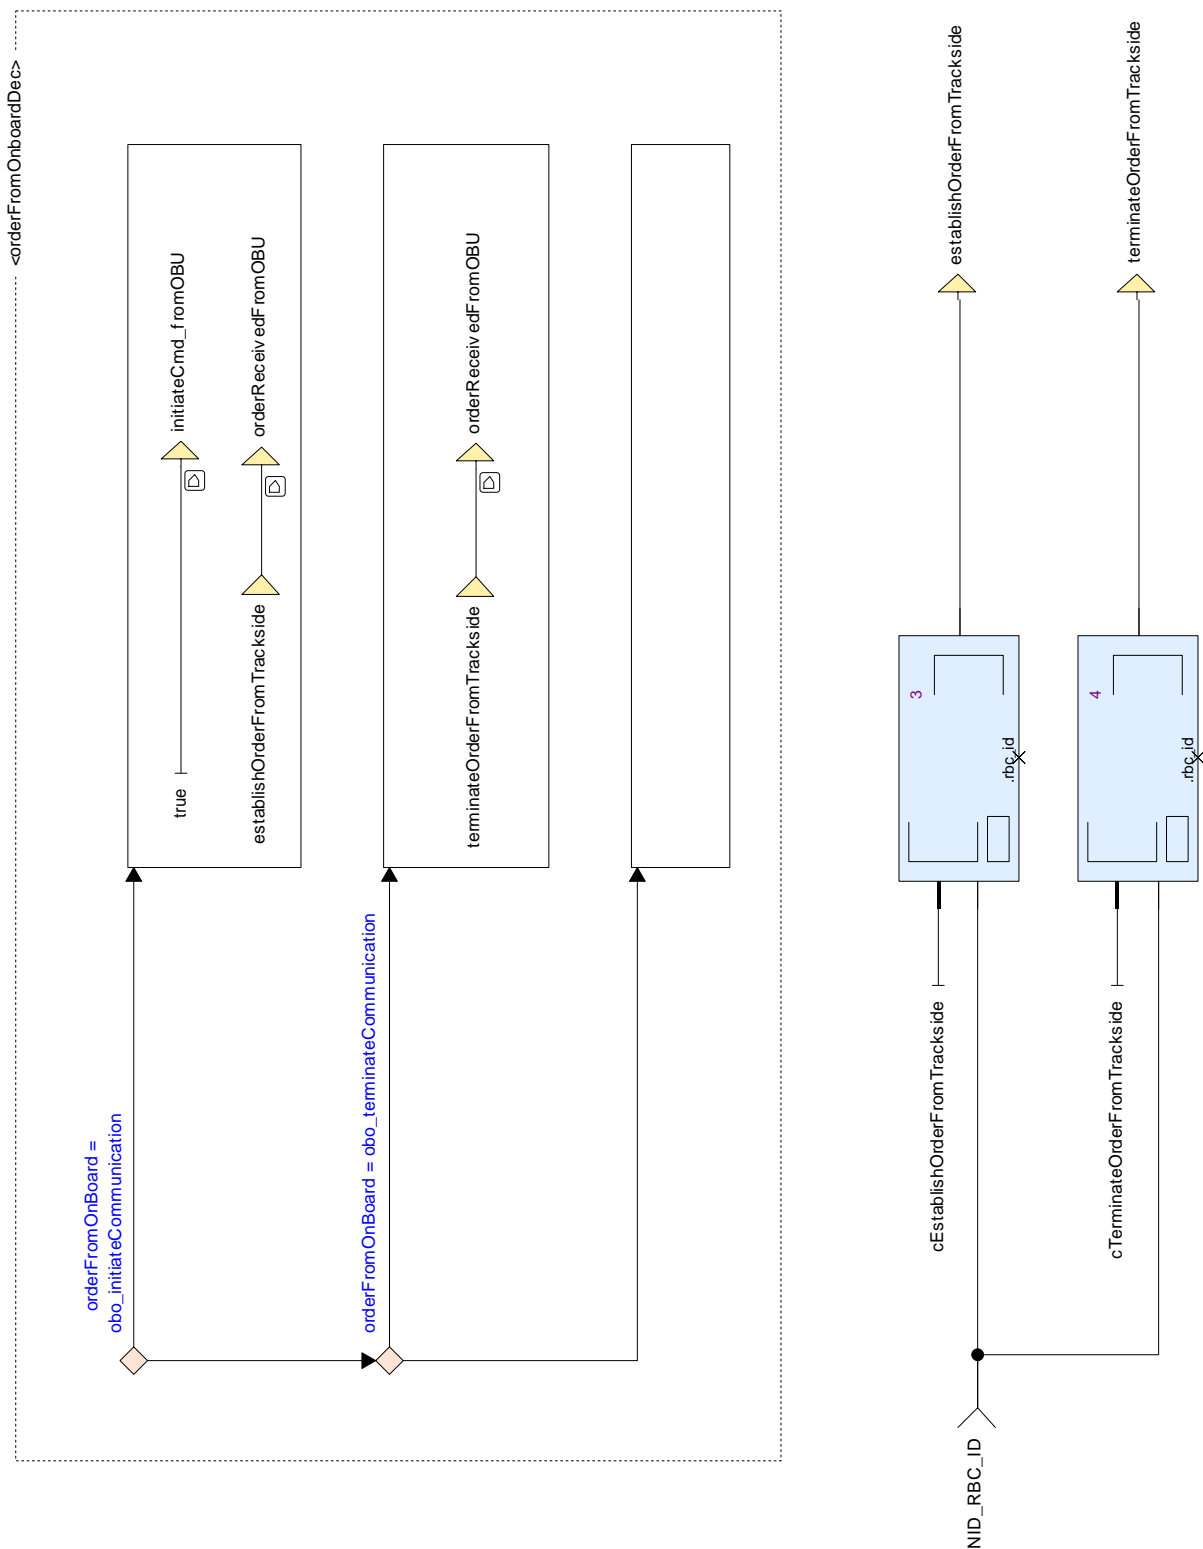 <orderFromOnboardDec>
orderFromOnBoard =
obo_initiateCommunication
true
initiateCmd_fromOBU
establishOrderFromTrackside
orderReceivedFromOBU
orderFromOnBoard = obo_terminateCommunication
terminateOrderFromTrackside
orderReceivedFromOBU
NID_RBC_ID
cEstablishOrderFromTrackside
3
.rbc_id
establishOrderFromTrackside
cTerminateOrderFromTrackside
4
.rbc_id
terminateOrderFromTrackside